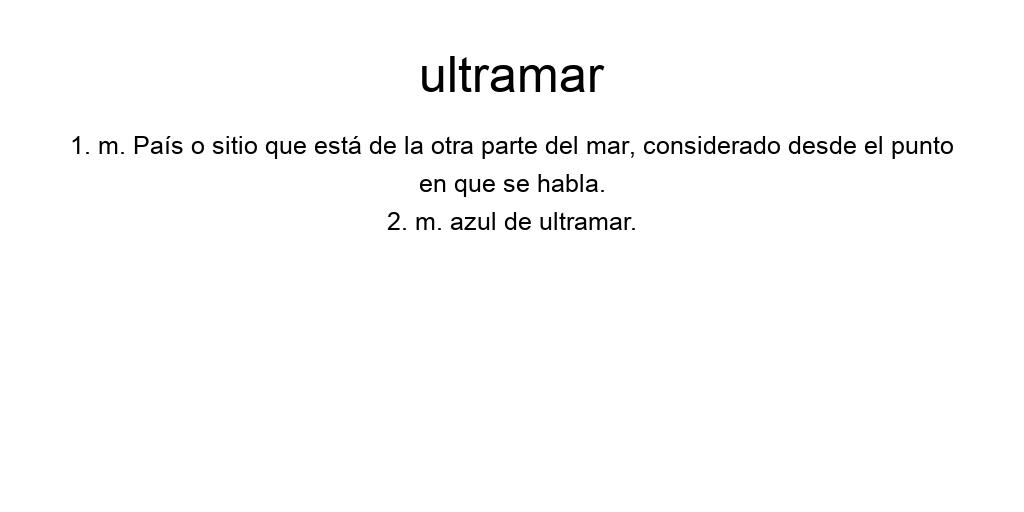 ultramar
1. m. País o sitio que está de la otra parte del mar, considerado desde el punto
en que se habla.
2. m. azul de ultramar.